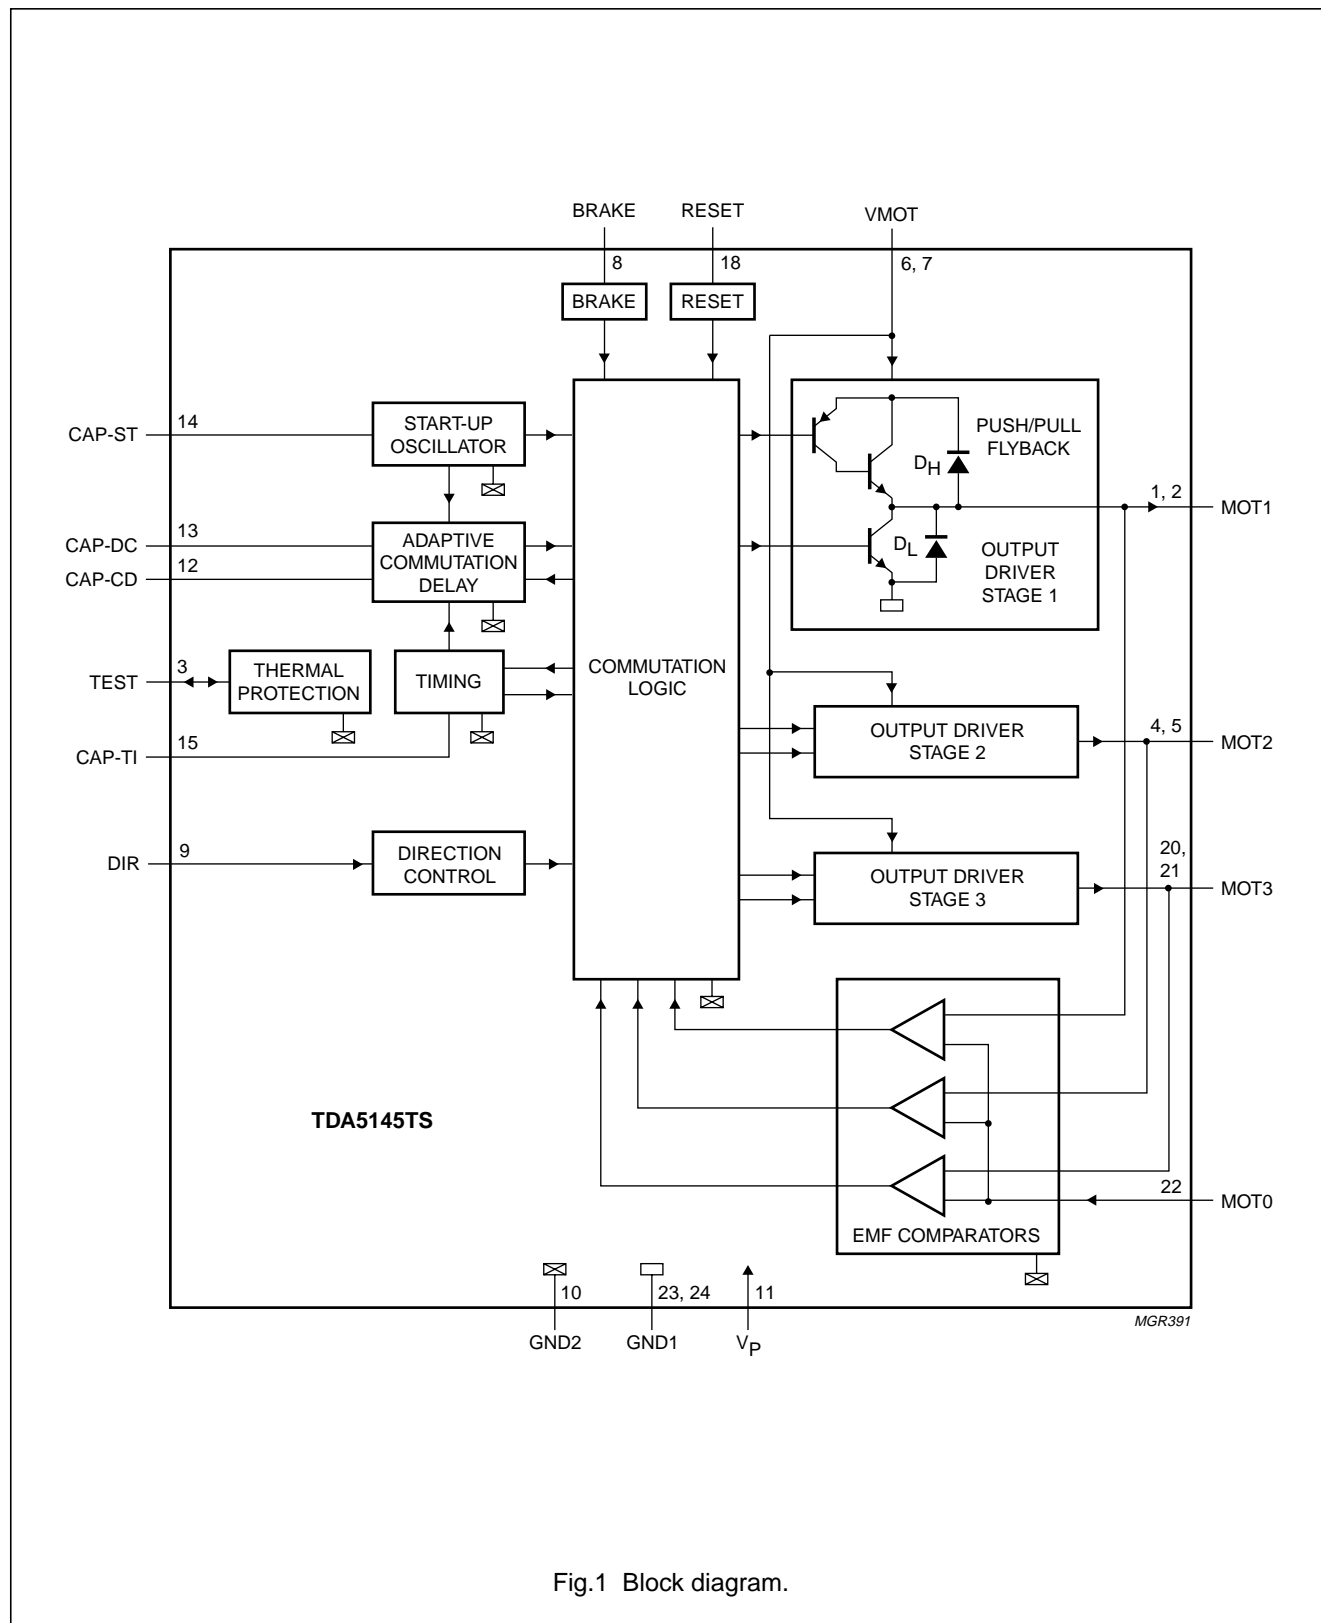 BRAKE
RESET
VMOT
8
18
6, 7
BRAKE
RESET
CAP-ST
14
START-UP
OSCILLATOR
PUSH/PULL
FLYBACK
DH
1, 2
MOT1
CAP-DC
13
CAP-CD
12
ADAPTIVE
COMMUTATION
DELAY
DL
OUTPUT
DRIVER
STAGE 1
TEST
3
THERMAL
PROTECTION
TIMING
COMMUTATION
LOGIC
CAP-TI
15
OUTPUT DRIVER
STAGE 2
4, 5
MOT2
DIR
9
DIRECTION
CONTROL
OUTPUT DRIVER
STAGE 3
20,
21
MOT3
TDA5145TS
22
MOT0
EMF COMPARATORS
10
23, 24
11
GND2
GND1
VP
MGR391
Fig.1 Block diagram.